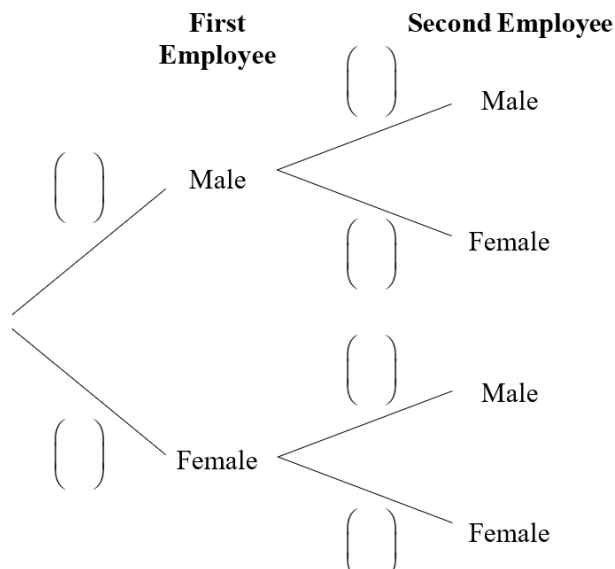 First Employee
Second Employee
( )
( )
Male
Male
( )
Female
( )
( )
Male
Female
( )
Female
( )